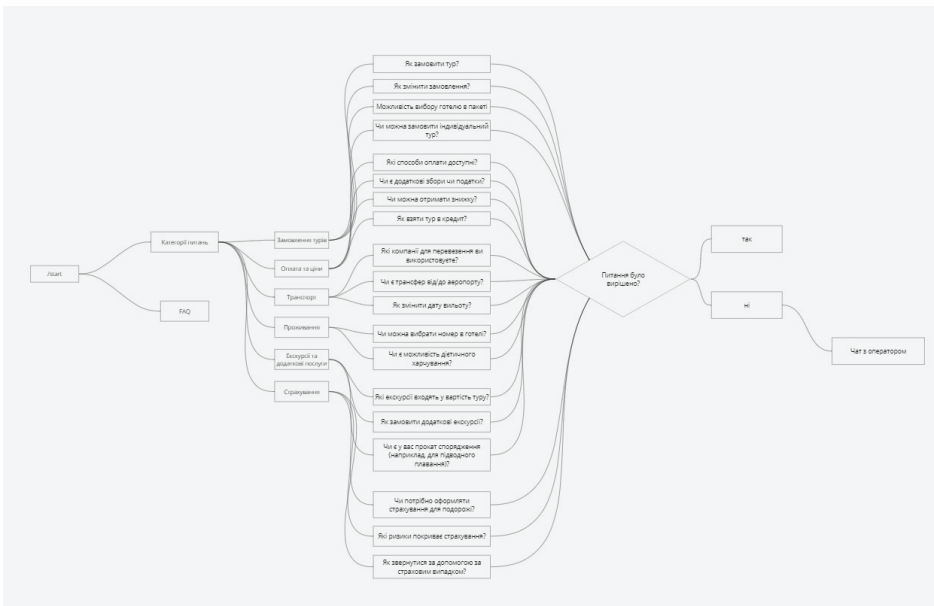 /start
Категорії питань
FAQ
Замовлення турів
Оплата та ціни
Транспорт
Проживання
Екскурсії та
додаткові послуги
Страхування
Як замовити тур?
Як змінити замовлення?
Можливість вибору готелю в пакеті
Чи можна замовити індивідуальний
тур?
Які способи оплати доступні?
Чи є додаткові збори чи податки?
Чи можна отримати знижку?
Як взяти тур в кредит?
Які компанії для перевезення ви
використовуєте?
Чи є трансфер від/до аеропорту?
Як змінити дату вильоту?
Чи можна вибрати номер в готелі?
Чи є можливість дієтичного
харчування?
Які екскурсії входять у вартість туру?
Як замовити додаткові екскурсії?
Чи є у вас прокат спорядження
(наприклад, для підводного
плавання)?
Чи потрібно оформляти
страхування для подорожі?
Які ризики покриває страхування?
Як звернутися за допомогою за
страховим випадком?
Питання було
вирішено?
так
ні
Чат з оператором